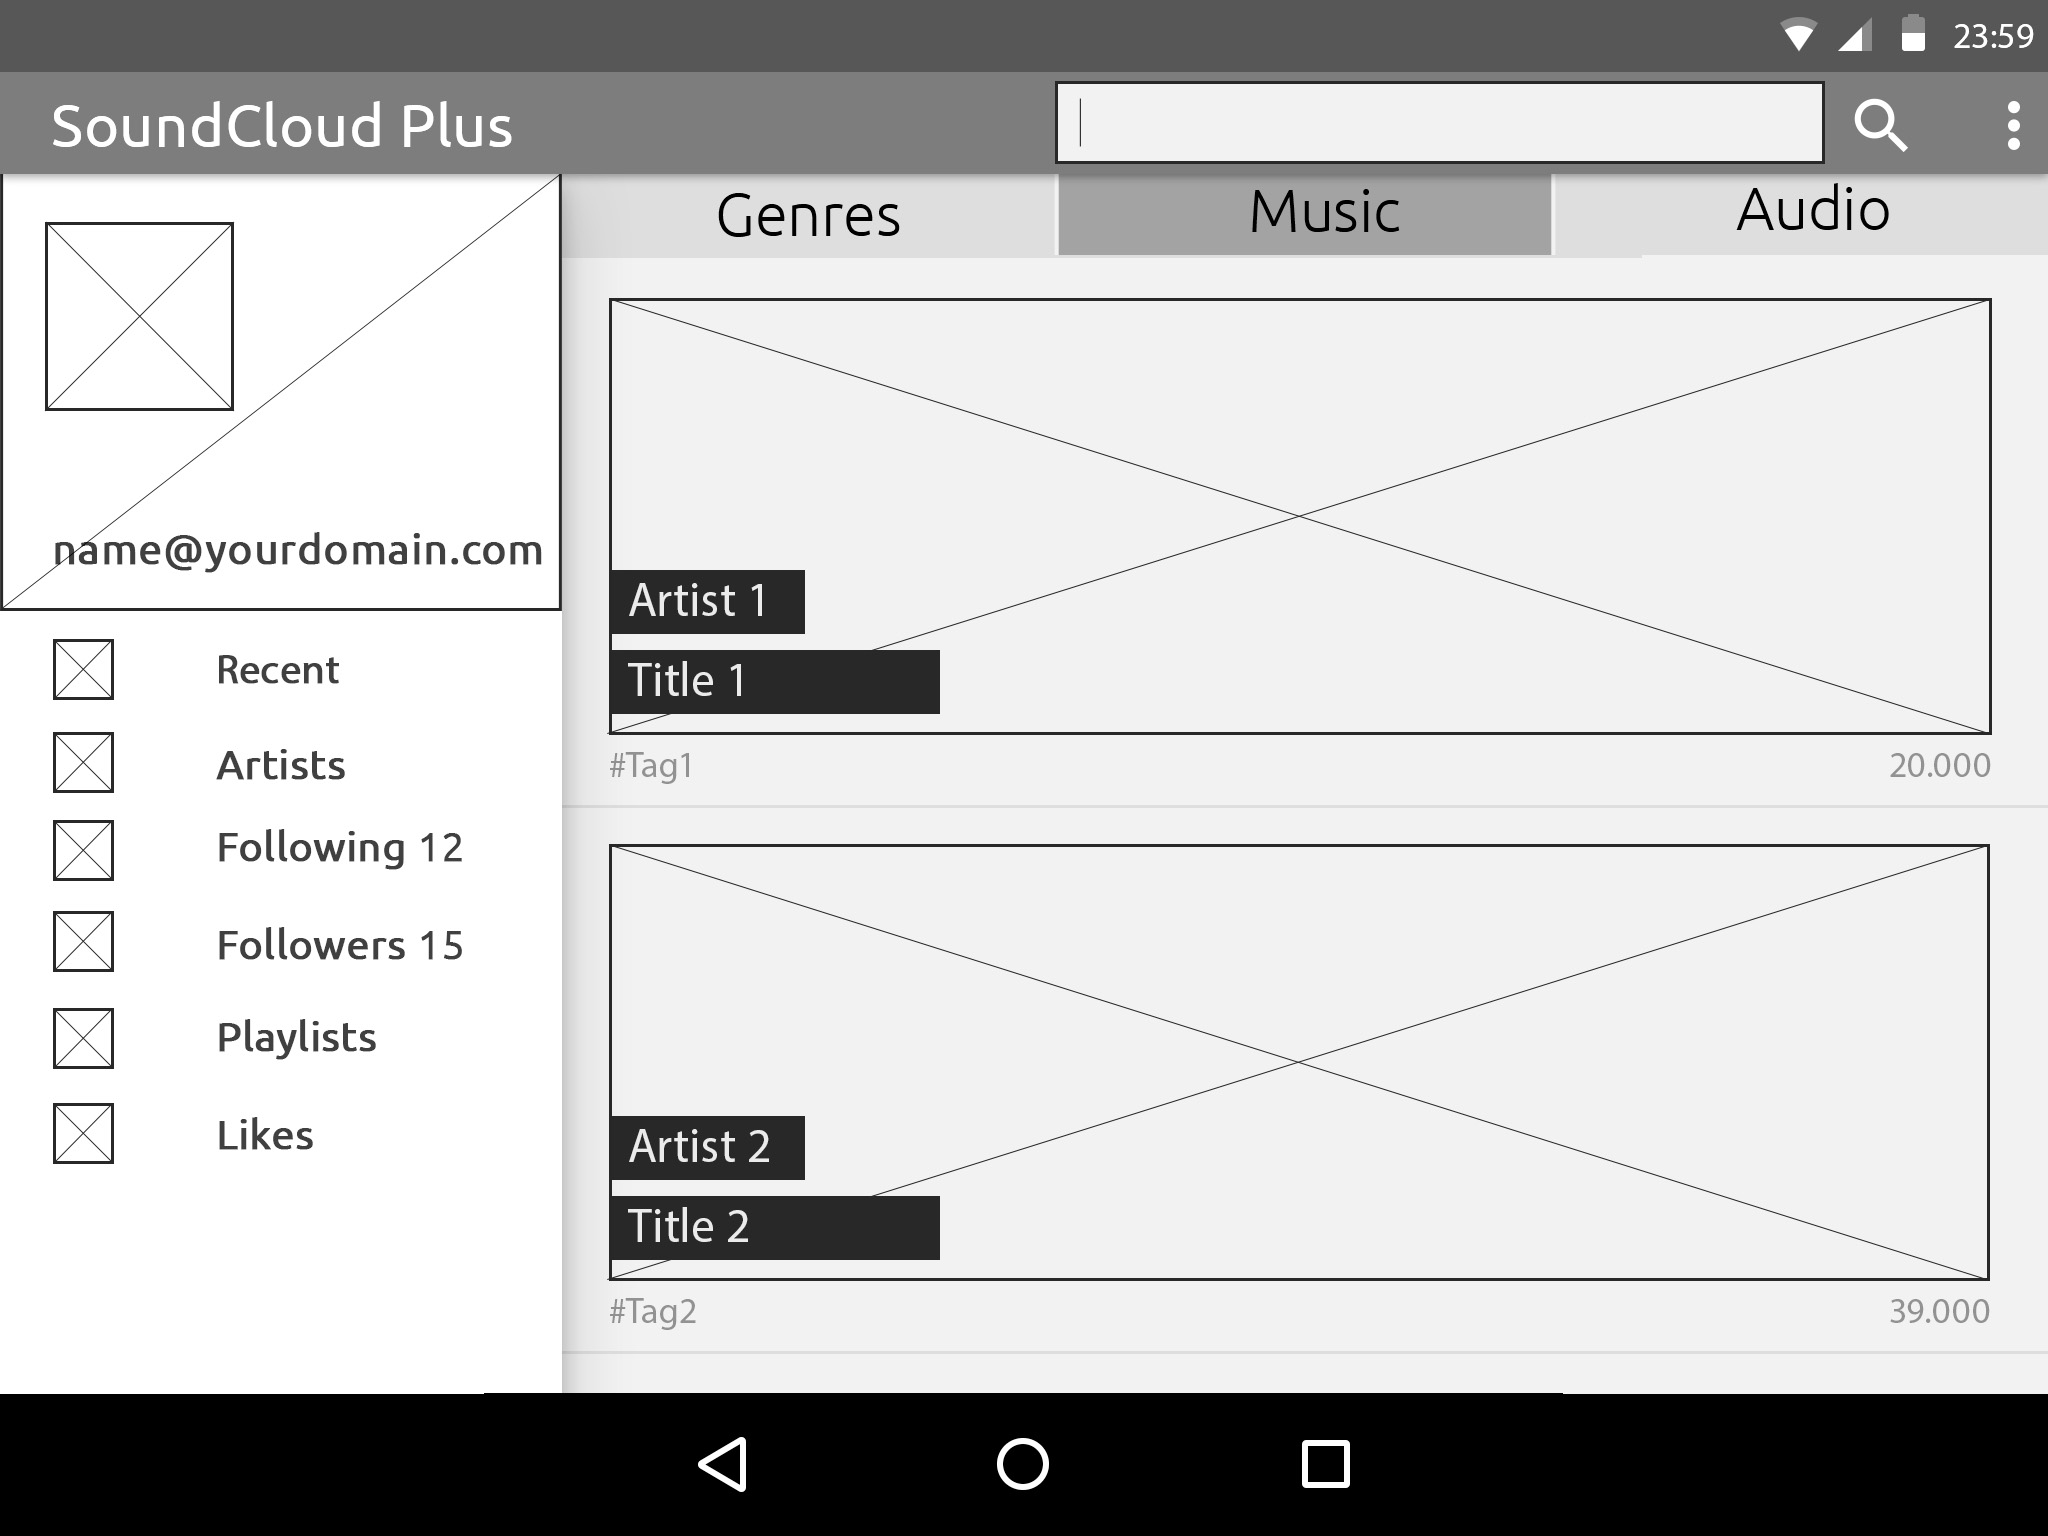 23:59
SoundCloud Plus
Genres
Music
Audio
name@yourdomain.com
Recent
Artists
Following 12
Followers 15
Playlists
Likes
Artist 1
Title 1
#Tag1
20.000
Artist 2
Title 2
#Tag2
39.000